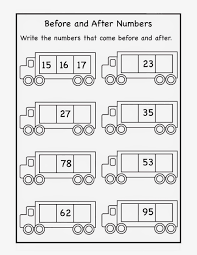 Before and After Numbers
Write the numbers that come before and after.
15 16 17
23
27
35
78
53
62
95